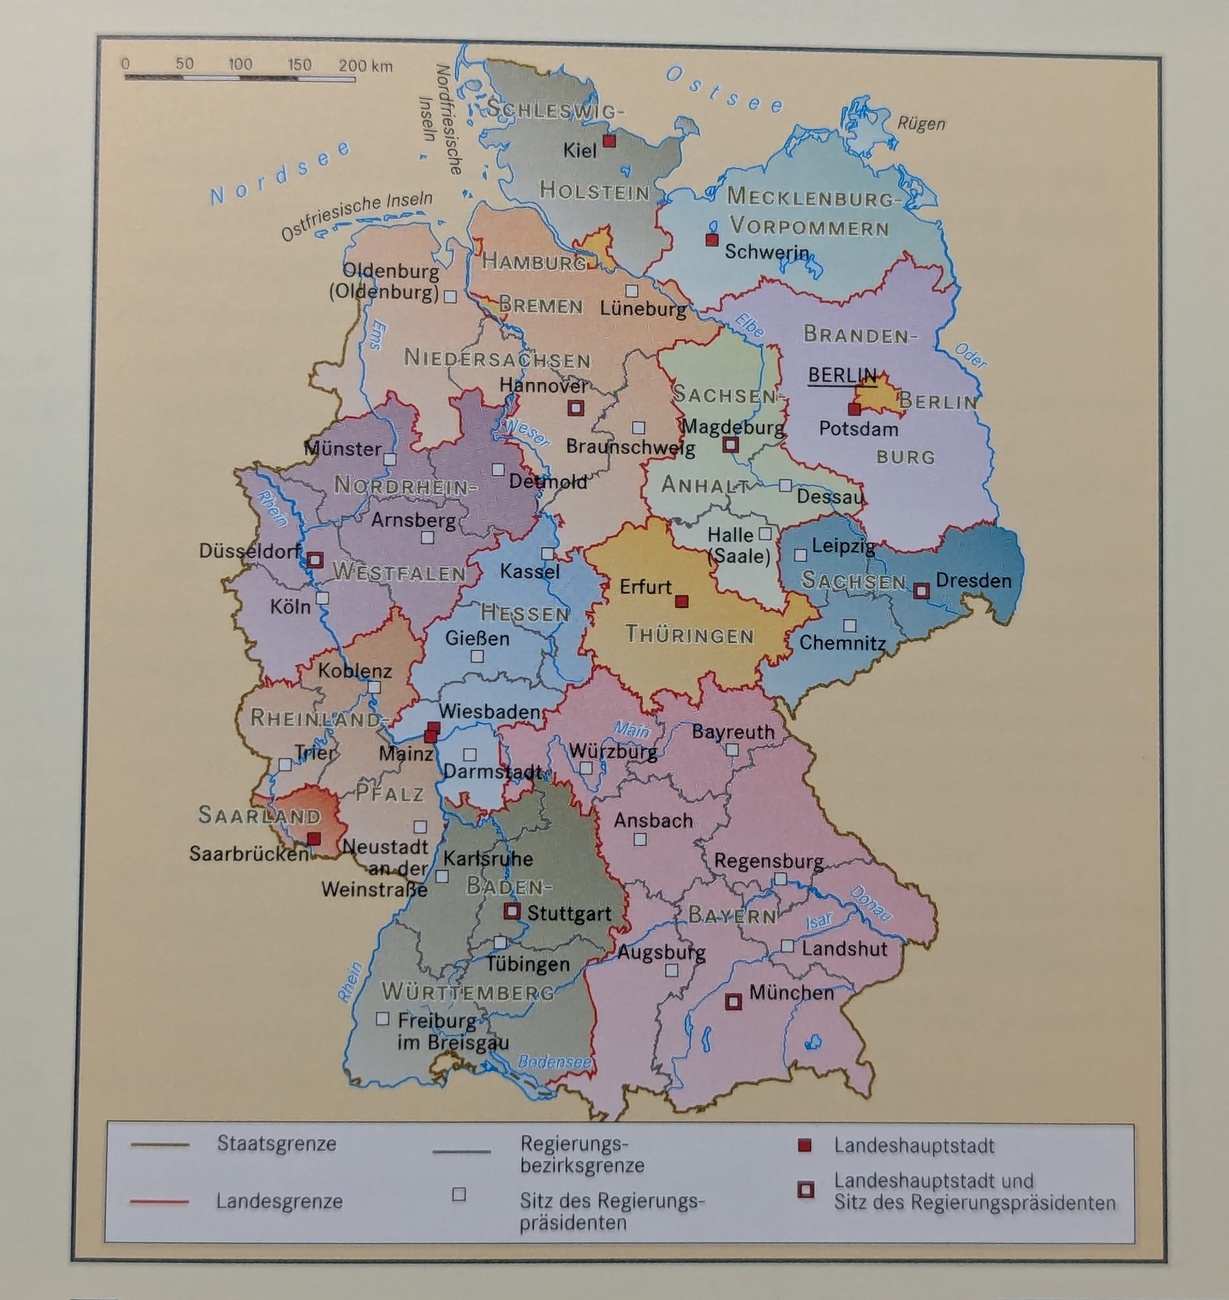 0 50 100 150 200 km
Nordfriesische
Inseln
Ostsee
Rügen
Nordsee
Ostfriesische Inseln
SCHLESWIG-
Kiel
HOLSTEIN
MECKLENBURG-
VORPOMMERN
Schwerin
HAMBURG
Oldenburg
(Oldenburg)
BREMEN
Lüneburg
Elbe
Ems
NIEDERSACHSEN
Hannover
BRANDEN-
Oder
BERLIN
BERLIN
SACHSEN-
Potsdam
Magdeburg
Braunschweig
Weser
BURG
Münster
Detmold
NORDRHEIN-
ANHALT
Dessau
Rhein
Arnsberg
Halle
(Saale)
Leipzig
Düsseldorf
WESTFALEN
Kassel
Erfurt
SACHSEN
Dresden
Köln
HESSEN
THÜRINGEN
Chemnitz
Gießen
Koblenz
Wiesbaden
RHEINLAND-
Main
Bayreuth
Trier
Mainz
Würzburg
Darmstadt
PFALZ
SAARLAND
Ansbach
Saarbrücken
Neustadt
an der
Weinstraße
Karlsruhe
Regensburg
BADEN-
Stuttgart
BAYERN
Donau
Isar
Tübingen
Augsburg
Landshut
Rhein
WÜRTTEMBERG
München
Freiburg
im Breisgau
Bodensee
Staatsgrenze
Landesgrenze
Regierungs-
bezirksgrenze
Sitz des Regierungs-
präsidenten
Landeshauptstadt
Landeshauptstadt und
Sitz des Regierungspräsidenten